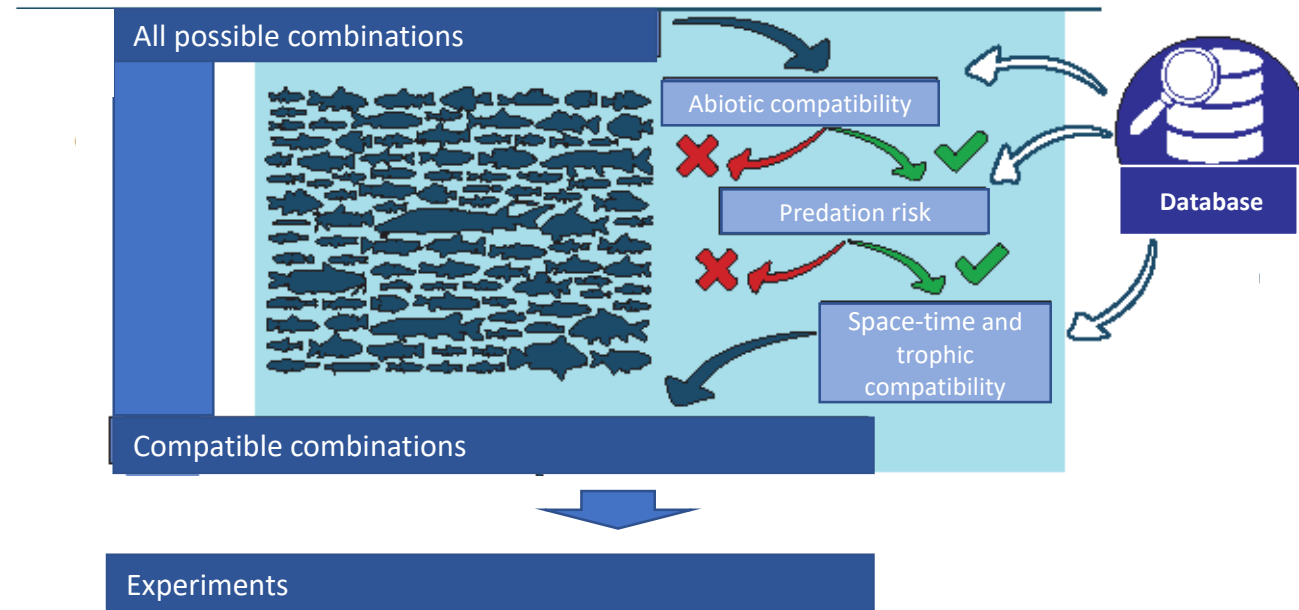 All possible combinations
Abiotic compatibility
Predation risk
Database
Space-time and
trophic
compatibility
Compatible combinations
Experiments